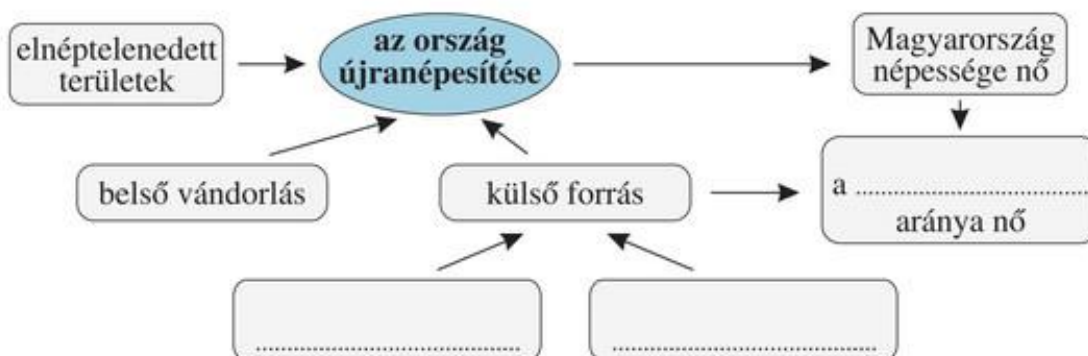 elnéptelenedett
területek
az ország
újranépesítése
Magyarország
népessége nő
belső vándorlás
külső forrás
a ........................................
aránya nő
........................................
........................................